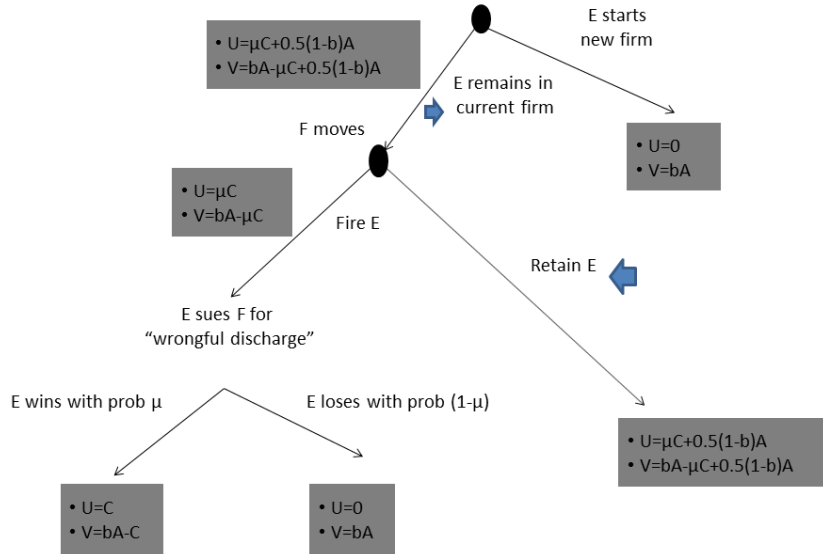 E starts
new firm
• U=µC+0.5(1-b)A
• V=bA-µC+0.5(1-b)A
E remains in
current firm
F moves
• U=0
• V=bA
• U=µC
• V=bA-µC
Fire E
Retain E
E sues F for
“wrongful discharge”
E wins with prob µ
E loses with prob (1-µ)
• U=µC+0.5(1-b)A
• V=bA-µC+0.5(1-b)A
• U=C
• V=bA-C
• U=0
• V=bA